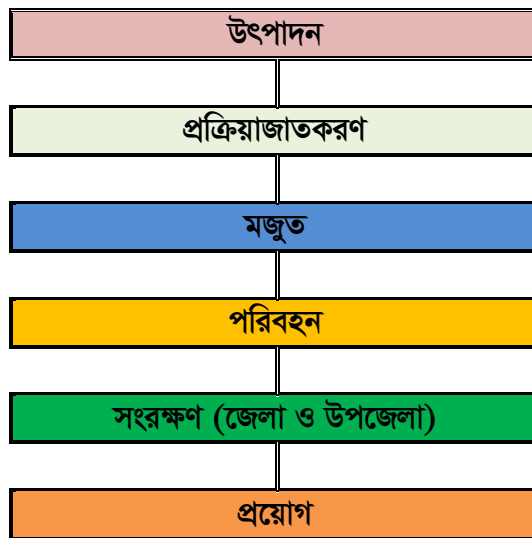 উৎপাদন
প্রক্রিয়াজাতকরণ
মজুত
পরিবহন
সংরক্ষণ (জেলা ও উপজেলা)
প্রয়োগ